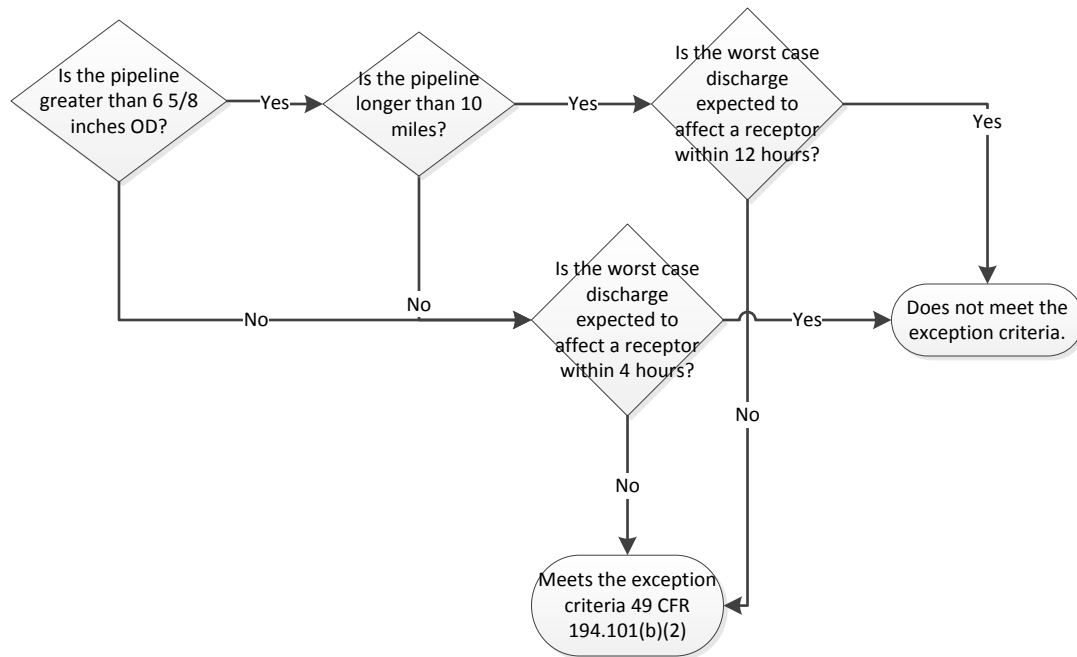 Is the pipeline
greater than 6 5/8
inches OD?
Yes
Is the pipeline
longer than 10
miles?
Yes
Is the worst case
discharge
expected to
affect a receptor
within 12 hours?
Yes
No
No
Is the worst case
discharge
expected to
affect a receptor
within 4 hours?
Yes
Does not meet the
exception criteria.
No
No
Meets the exception
criteria 49 CFR
194.101(b)(2)